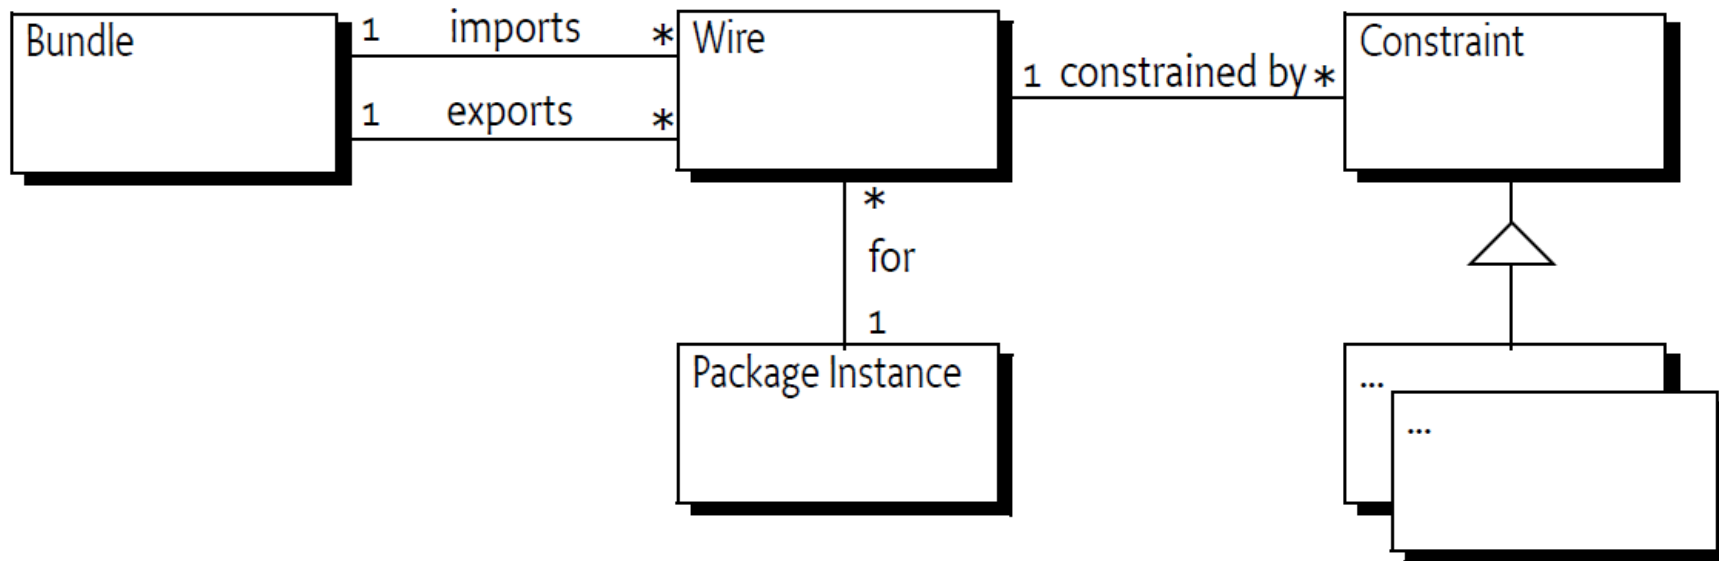 Bundle
1 imports *
Wire
1 constrained by *
Constraint
1 exports *
*
for
1
Package Instance
...
...